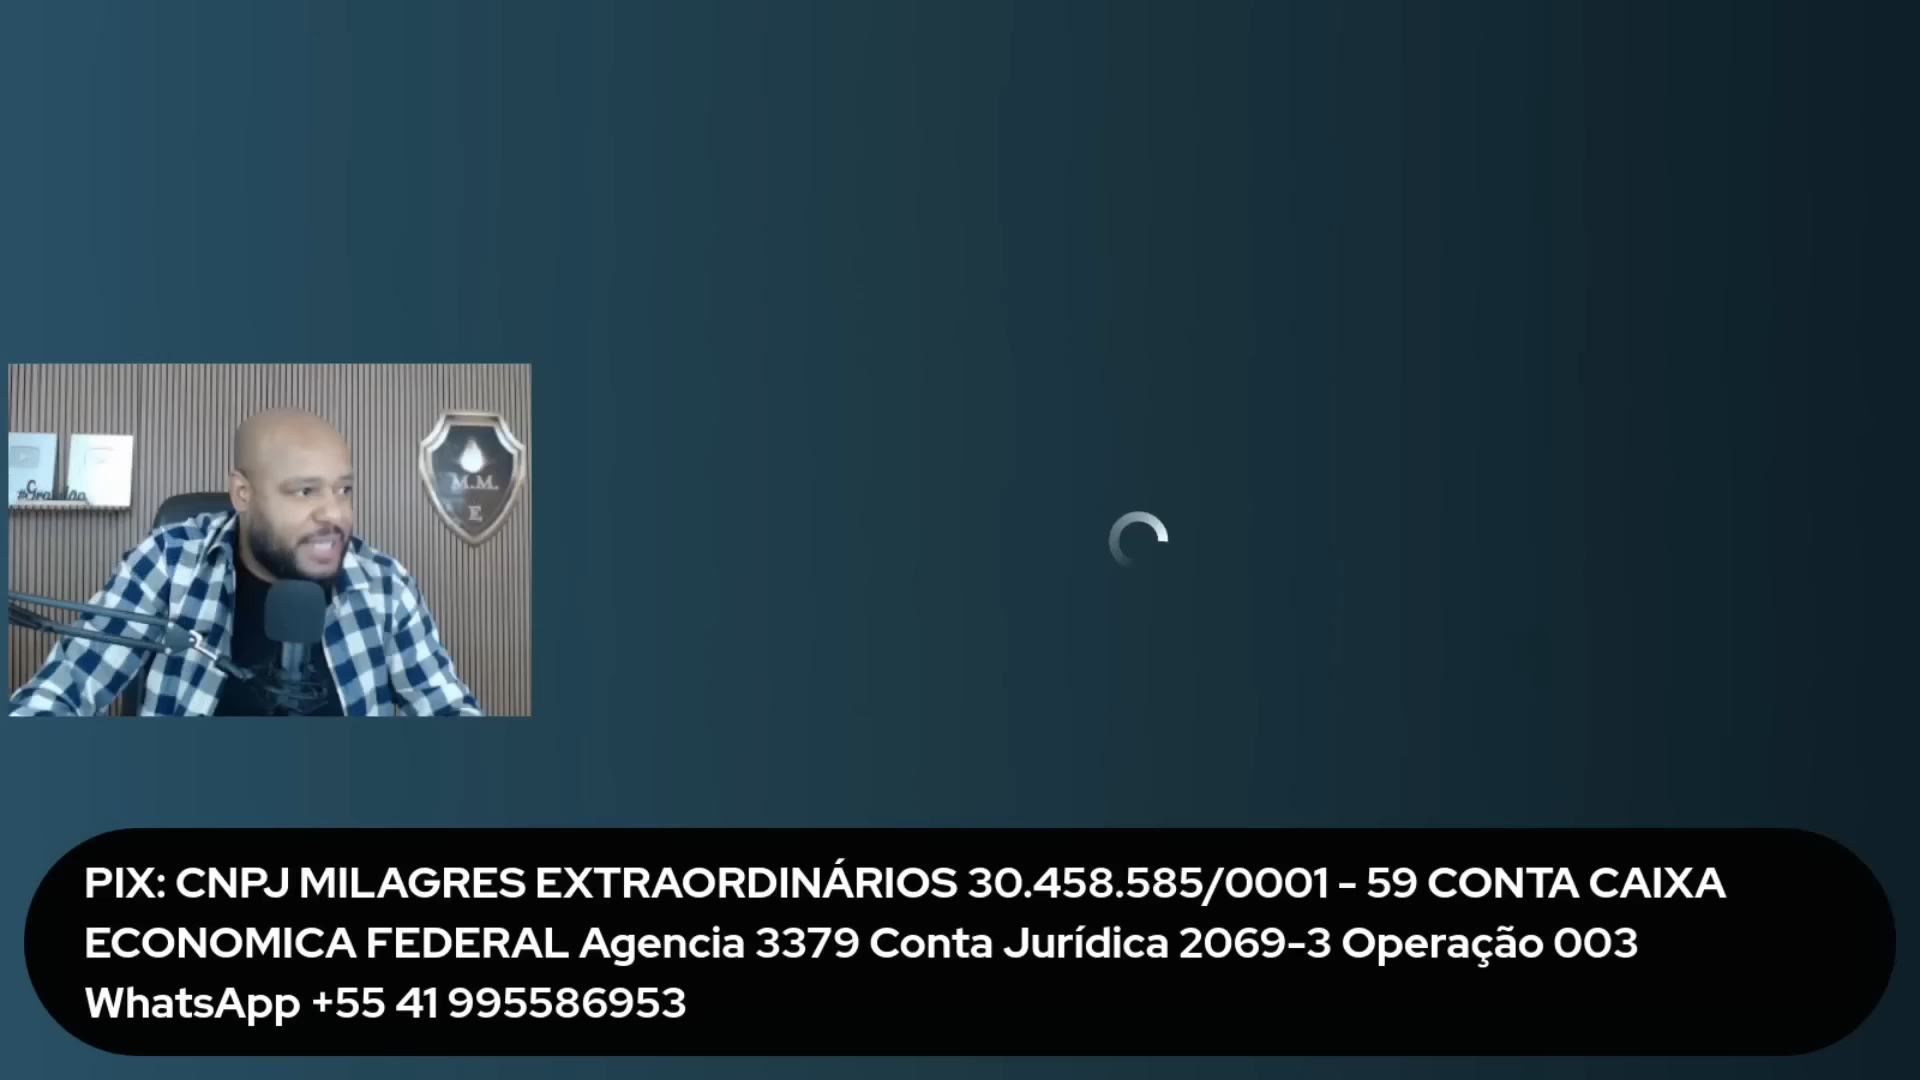 #Gratidão
M.M.
E
PIX: CNPJ MILAGRES EXTRAORDINÁRIOS 30.458.585/0001 - 59 CONTA CAIXA
ECONOMICA FEDERAL Agencia 3379 Conta Jurídica 2069-3 Operação 003
WhatsApp +55 41 995586953